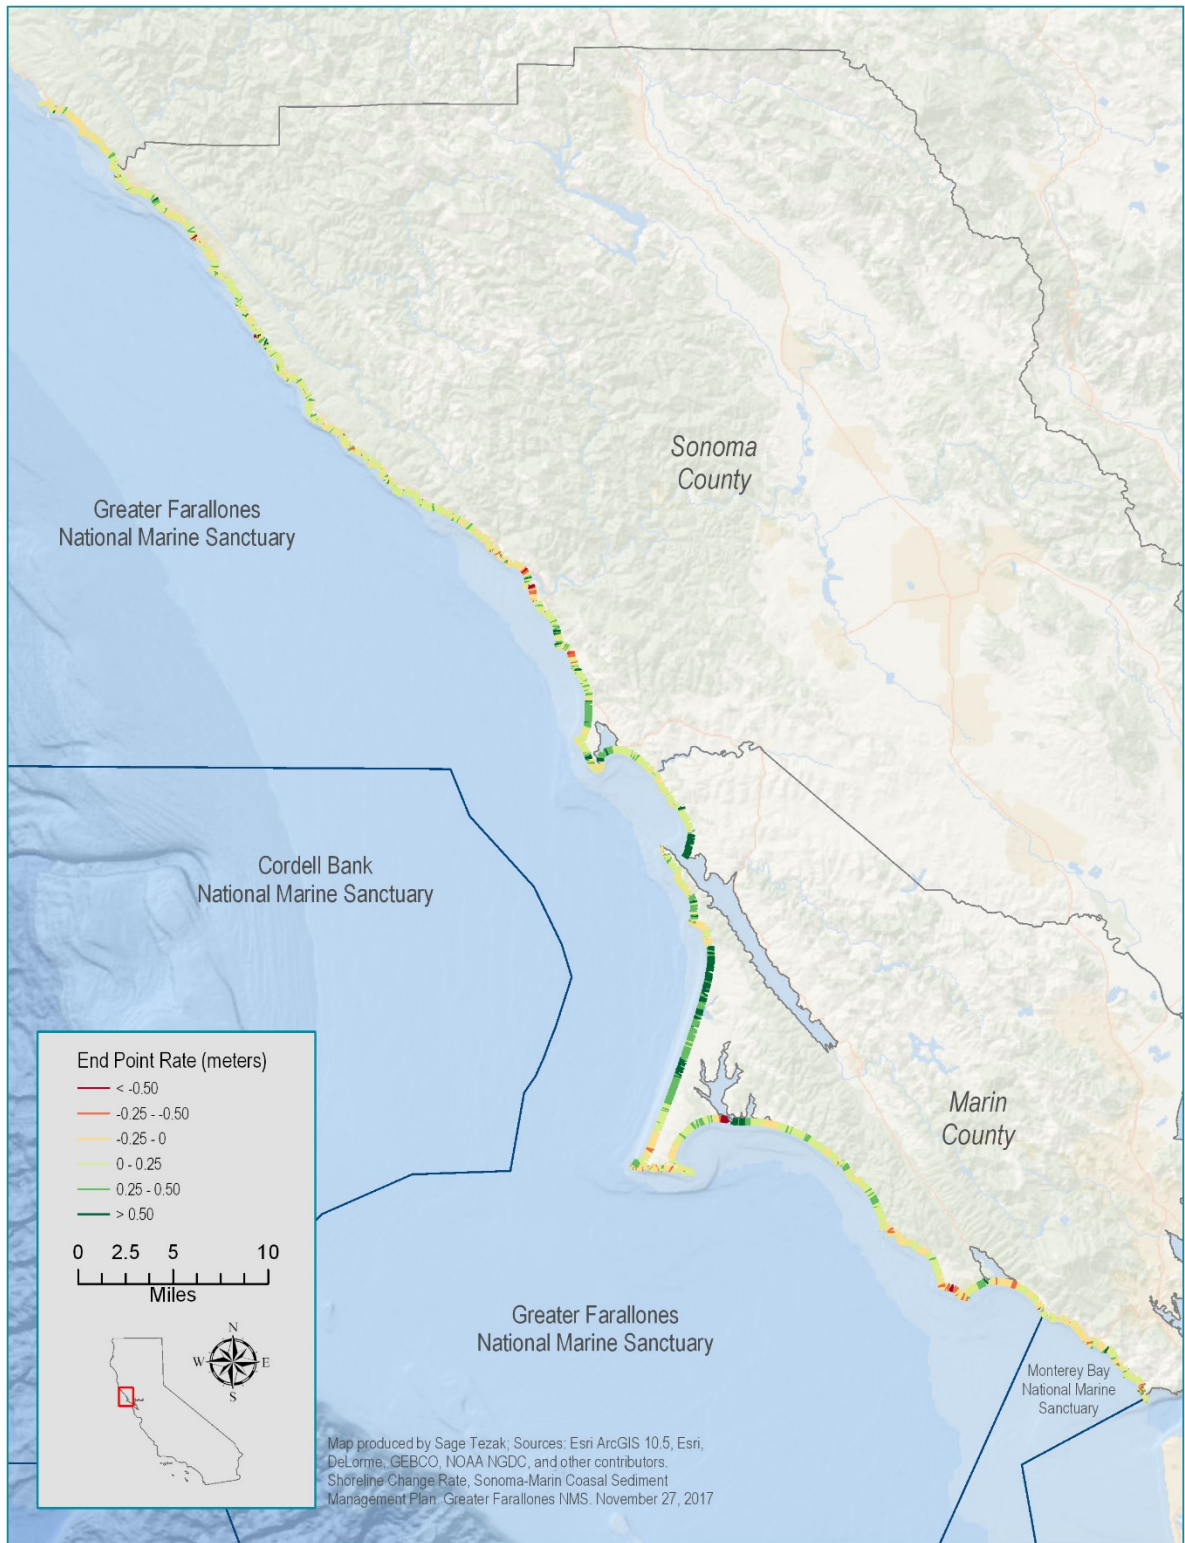 Sonoma
County
Greater Farallones
National Marine Sanctuary
Cordell Bank
National Marine Sanctuary
Marin
County
End Point Rate (meters)
< -0.50
-0.25 - -0.50
-0.25 - 0
0 - 0.25
0.25 - 0.50
> 0.50
0 2.5 5 10
Miles
N
W E
S
Greater Farallones
National Marine Sanctuary
Monterey Bay
National Marine
Sanctuary
Map produced by Sage Tezak; Sources: Esri ArcGIS 10.5, Esri,
DeLorme, GEBCO, NOAA NGDC, and other contributors.
Shoreline Change Rate, Sonoma-Marin Coasal Sediment
Management Plan. Greater Farallones NMS. November 27, 2017